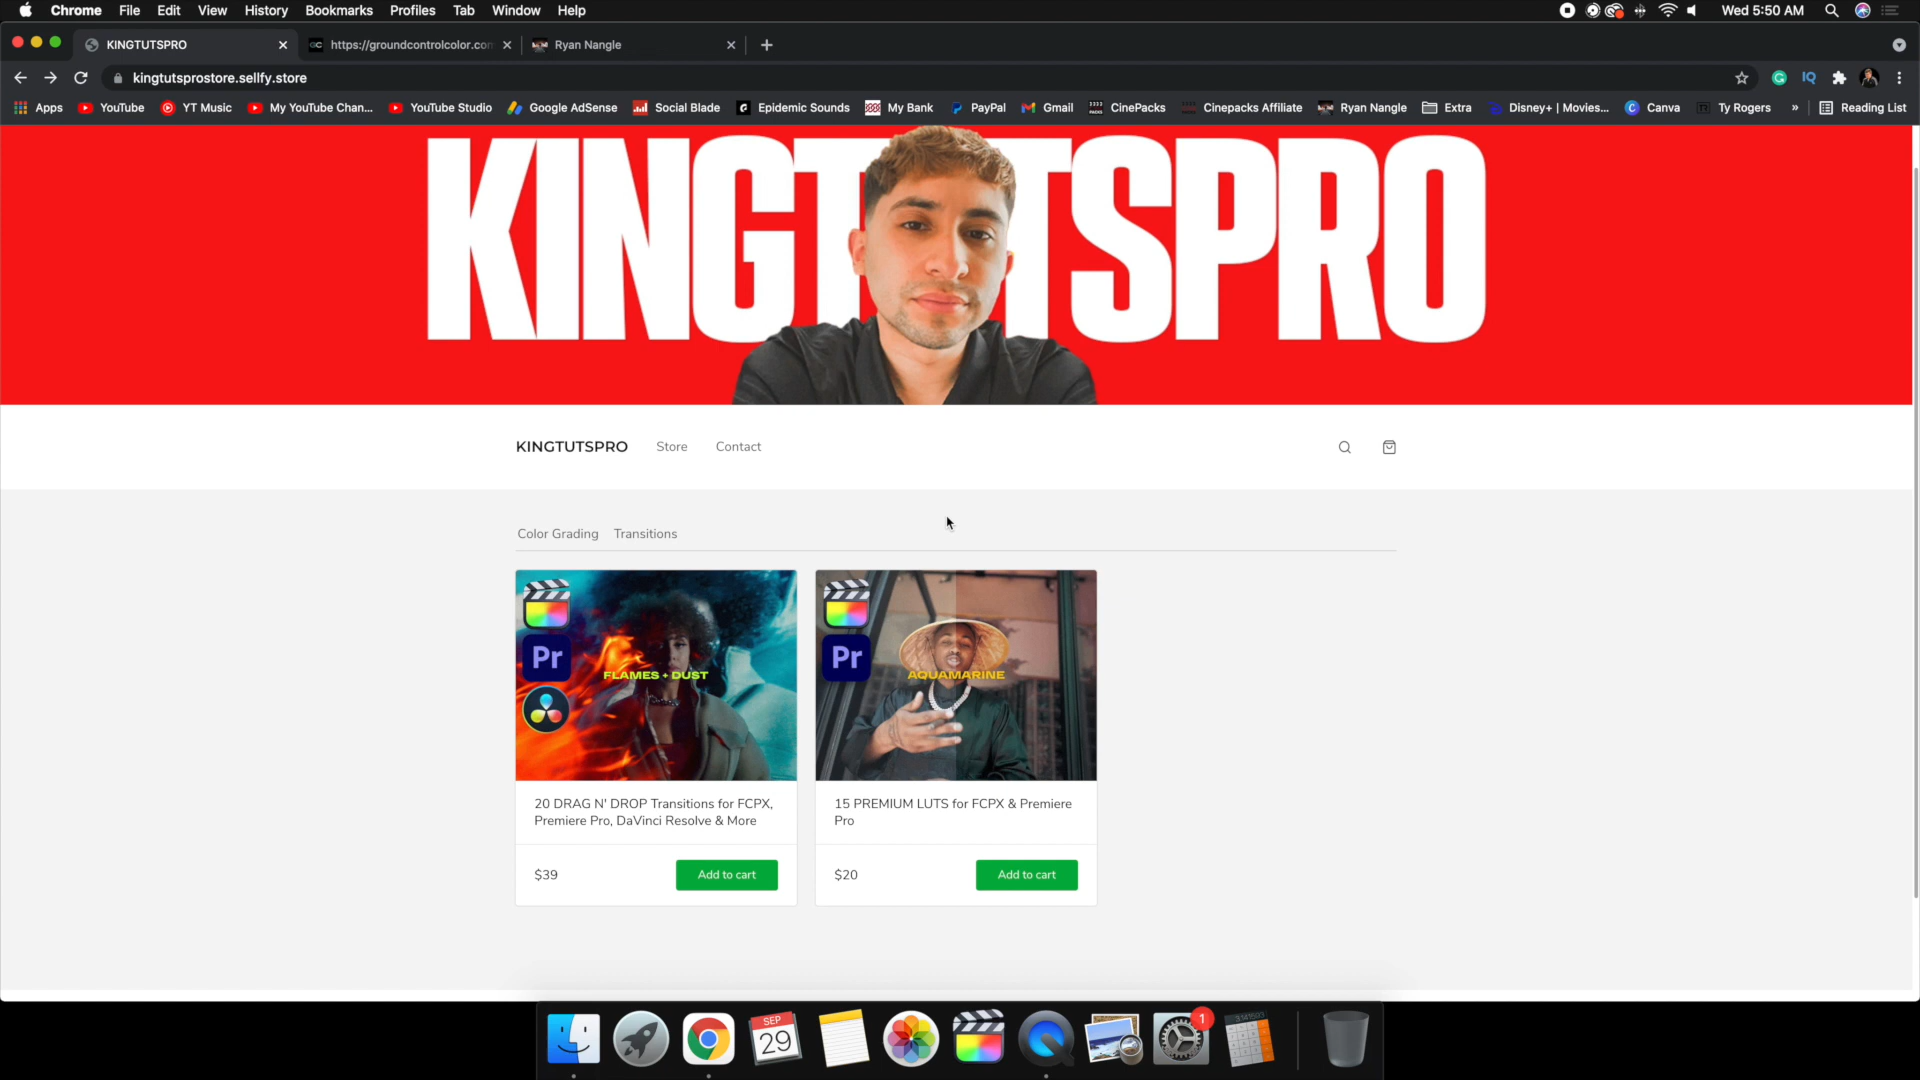 Chrome File Edit View History Bookmarks Profiles Tab Window Help Wed 5:50 AM
KINGTUTSPRO https://groundcontrolcolor.com Ryan Nangle
kingtutsprostore.sellfy.store
Apps YouTube YT Music My YouTube Chan... YouTube Studio Google AdSense Social Blade Epidemic Sounds My Bank PayPal Gmail CinePacks Cinepacks Affiliate Ryan Nangle Extra Disney+ | Movies... Canva Ty Rogers » Reading List
KINGTUTSPRO
KINGTUTSPRO Store Contact
Color Grading Transitions
Pr
FLAMES + DUST
Pr
AQUAMARINE
20 DRAG N' DROP Transitions for FCPX,
Premiere Pro, DaVinci Resolve & More
15 PREMIUM LUTS for FCPX & Premiere
Pro
$39 Add to cart
$20 Add to cart
SEP
29
1